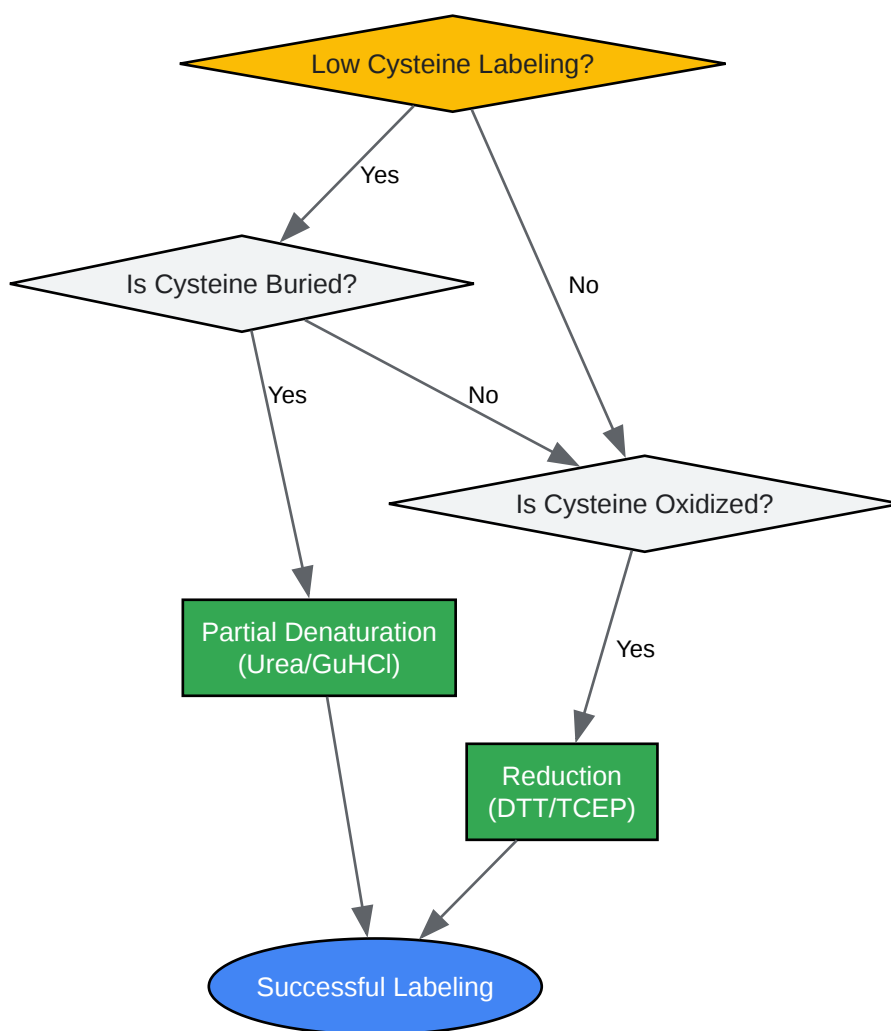 Low Cysteine Labeling?
Yes
Is Cysteine Buried?
No
Yes
No
Is Cysteine Oxidized?
Partial Denaturation
(Urea/GuHCl)
Yes
Reduction
(DTT/TCEP)
Successful Labeling